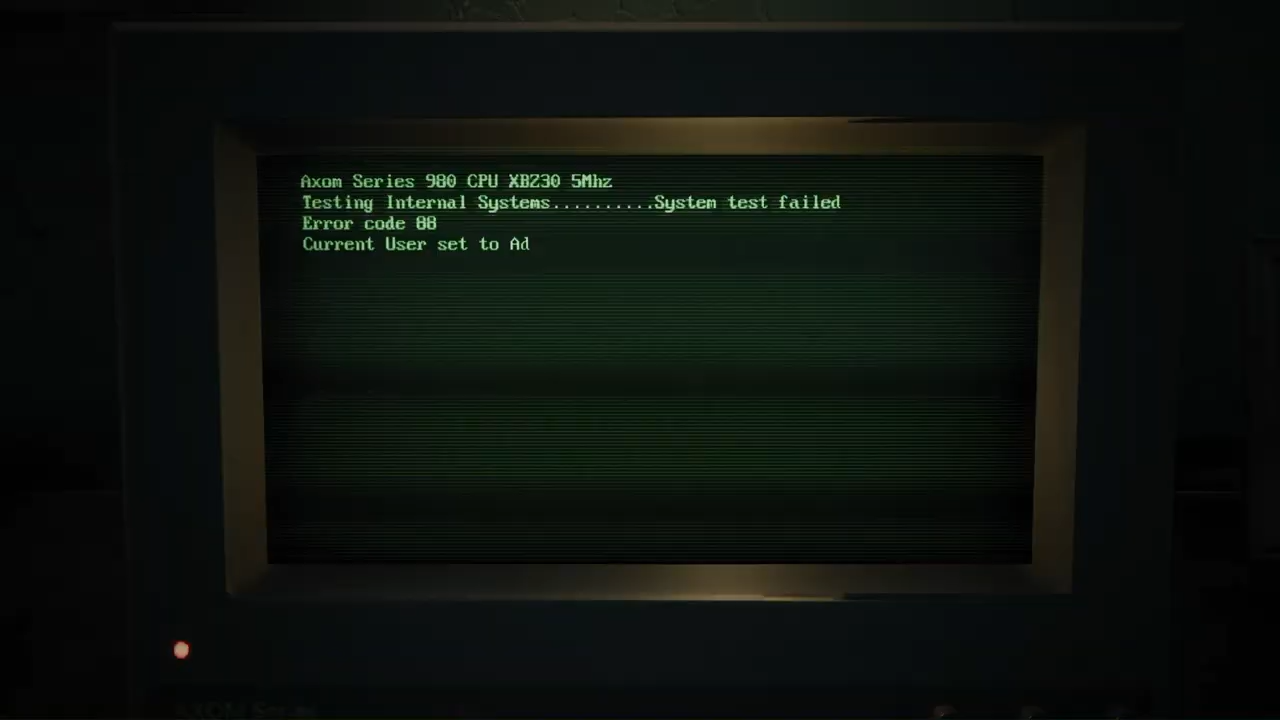 Axom Series 980 CPU XBZ30 5Mhz
Testing Internal Systems..........System test failed
Error code 88
Current User set to Ad